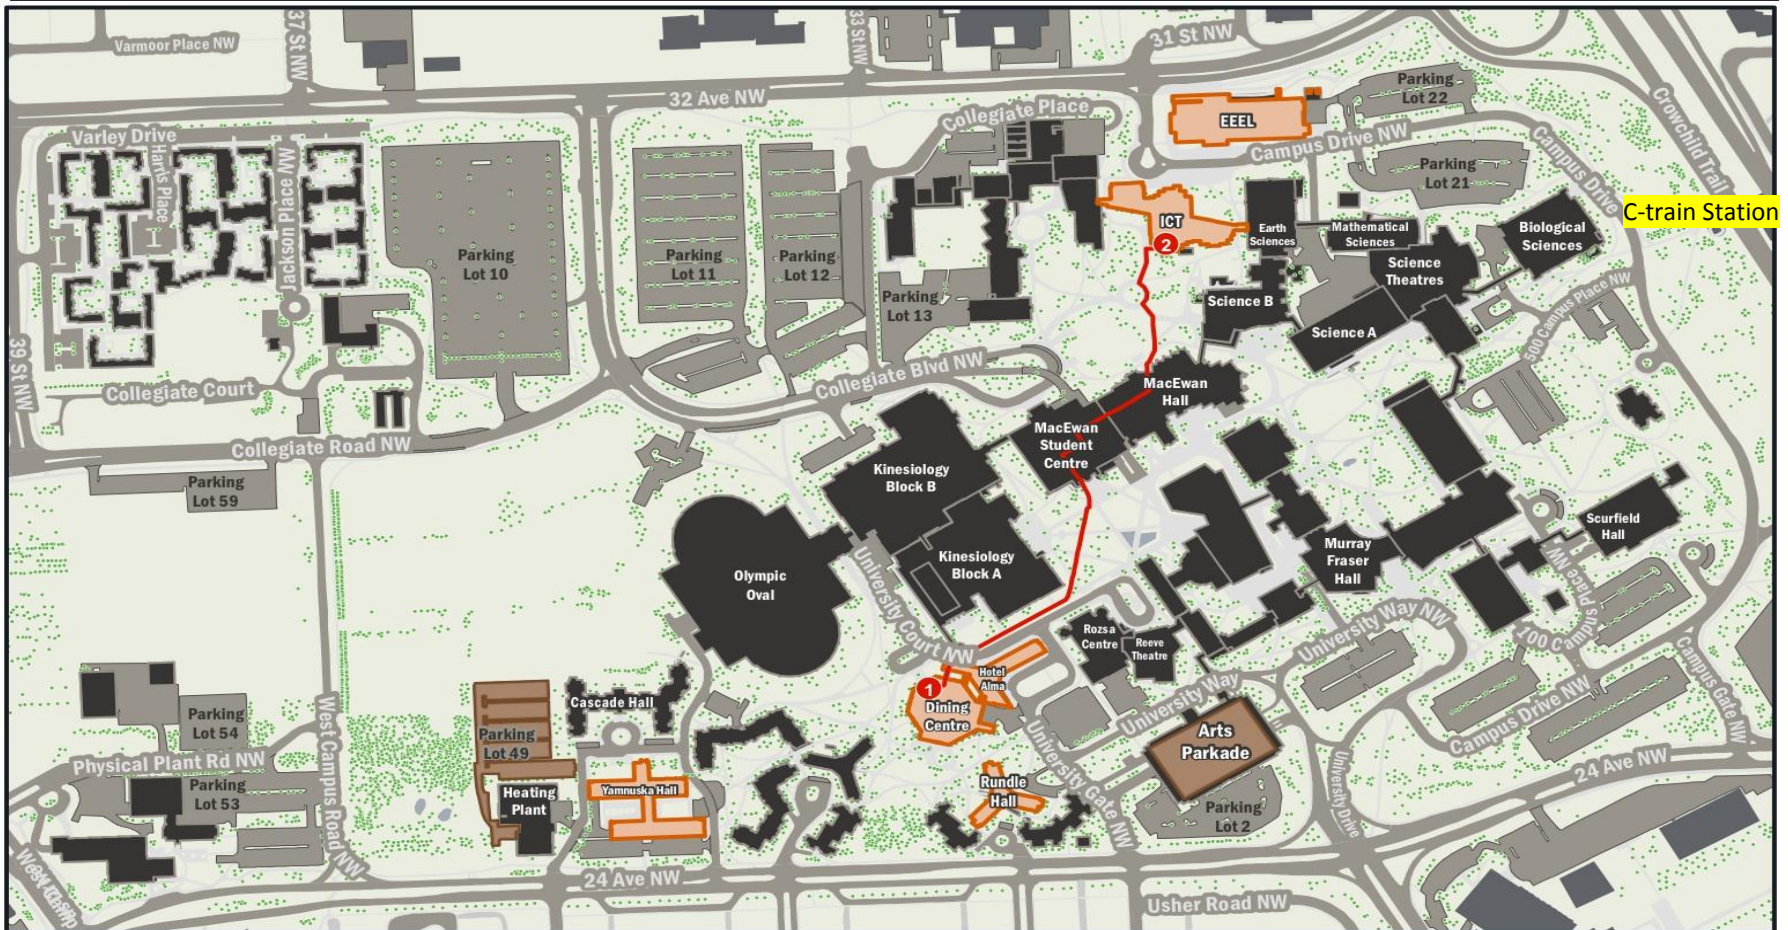 Varmoor Place NW
37 St NW
33 St NW
31 St NW
32 Ave NW
Crowchild Trail
Parking
Lot 22
EEEL
Collegiate Place
Campus Drive NW
Campus Drive
Varley Drive
Harris Place
Jackson Place NW
Parking
Lot 21
C-train Station
ICT
2
Earth
Sciences
Mathematical
Sciences
Biological
Sciences
Science
Theatres
Parking
Lot 10
Parking
Lot 11
Parking
Lot 12
Parking
Lot 13
Science B
Science A
500 Campus Place NW
39 St NW
Collegiate Court
Collegiate Blvd NW
MacEwan
Hall
MacEwan
Student
Centre
Collegiate Road NW
Kinesiology
Block B
Parking
Lot 59
Scurfield
Hall
Murray
Fraser
Hall
Kinesiology
Block A
Olympic
Oval
University Court NW
Rozsa
Centre
Reeve
Theatre
University Way NW
100 Campus Place NW
Campus Gate NW
Hotel
Alma
1
Dining
Centre
University Way
Campus Drive NW
Cascade Hall
Parking
Lot 54
West Campus Road NW
Parking
Lot 49
Arts
Parkade
Physical Plant Rd NW
Parking
Lot 53
Heating
Plant
Yamnuska Hall
Rundle
Hall
University Gate NW
Parking
Lot 2
University Drive
24 Ave NW
24 Ave NW
Usher Road NW